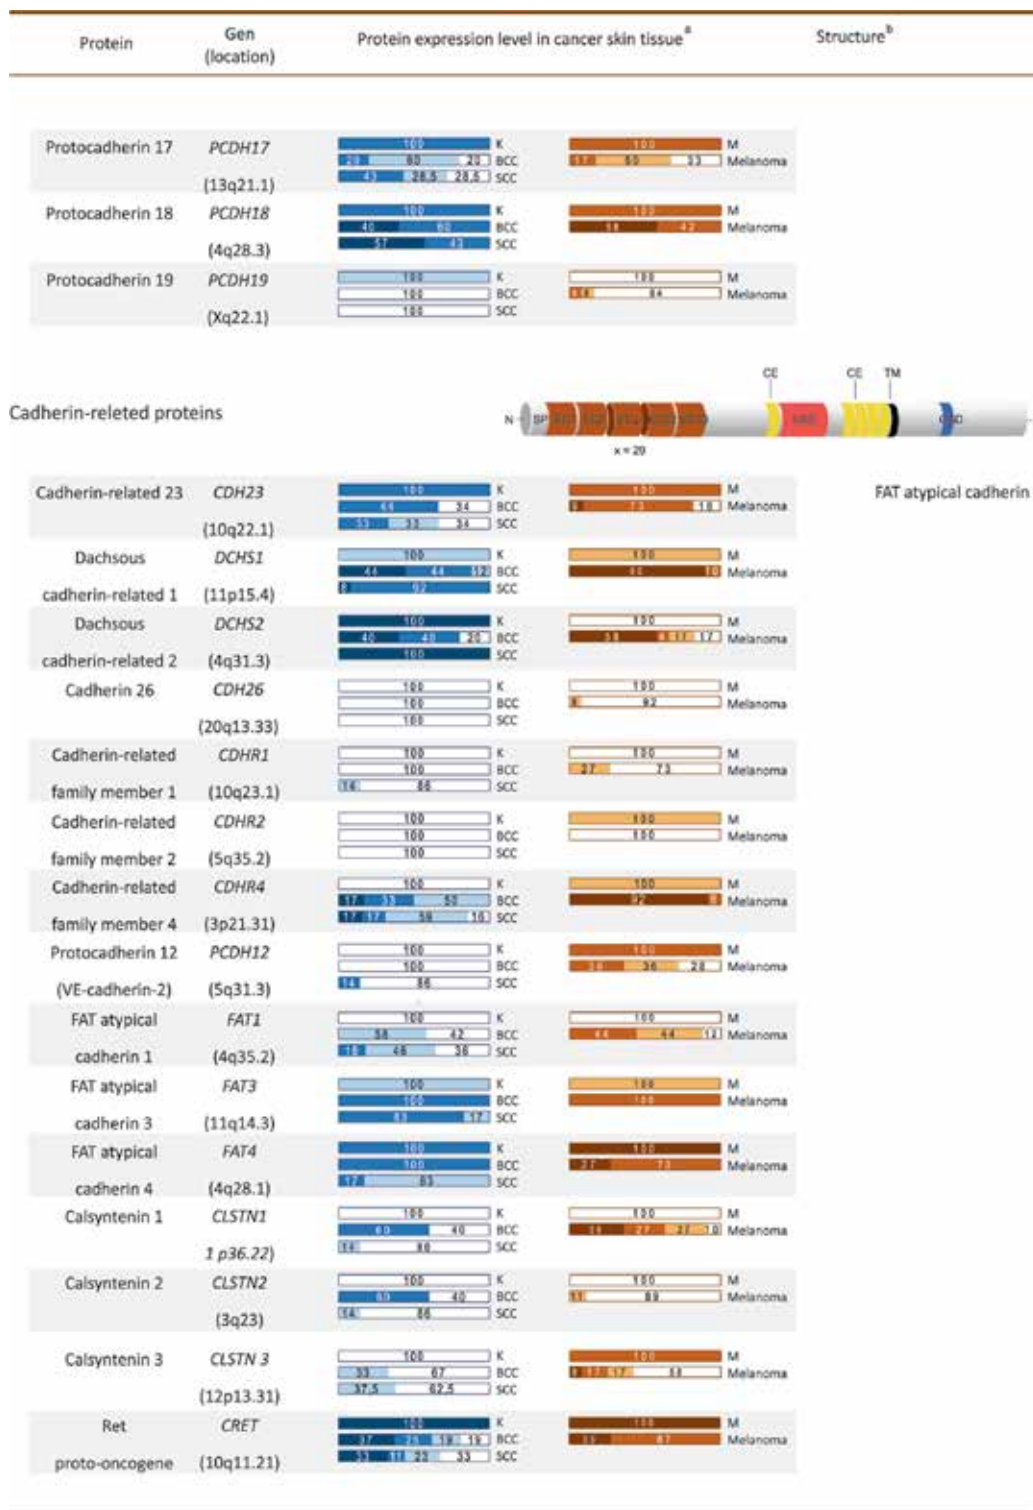 Protein
Gen
(location)
Protein expression level in cancer skin tissue a
Structure b
Protocadherin 17
PCDH17
(13q21.1)
100 K
20 60 20 BCC
43 28,5 28,5 SCC
100 M
17 50 33 Melanoma
Protocadherin 18
PCDH18
(4q28.3)
100 K
40 60 BCC
57 43 SCC
100 M
58 42 Melanoma
Protocadherin 19
PCDH19
(Xq22.1)
100 K
100 BCC
100 SCC
100 M
84 Melanoma
Cadherin-releted proteins
CE CE TM
N SP
x = 29
FAT atypical cadherin
Cadherin-related 23
CDH23
(10q22.1)
100 K
34 BCC
33 33 34 SCC
100 M
73 18 Melanoma
Dachsous
cadherin-related 1
DCHS1
(11p15.4)
100 K
44 44 BCC
8 92 SCC
100 M
10 Melanoma
Dachsous
cadherin-related 2
DCHS2
(4q31.3)
100 K
40 40 20 BCC
100 SCC
100 M
58 17 17 Melanoma
Cadherin 26
CDH26
(20q13.33)
100 K
100 BCC
100 SCC
100 M
92 Melanoma
Cadherin-related
family member 1
CDHR1
(10q23.1)
100 K
100 BCC
14 86 SCC
100 M
27 73 Melanoma
Cadherin-related
family member 2
CDHR2
(5q35.2)
100 K
100 BCC
100 SCC
100 M
100 Melanoma
Cadherin-related
family member 4
CDHR4
(3p21.31)
100 K
17 33 50 BCC
17 17 16 SCC
100 M
92 8 Melanoma
Protocadherin 12
(VE-cadherin-2)
PCDH12
(5q31.3)
100 K
100 BCC
14 86 SCC
100 M
36 28 Melanoma
FAT atypical
cadherin 1
FAT1
(4q35.2)
100 K
58 42 BCC
18 46 36 SCC
100 M
44 44 12 Melanoma
FAT atypical
cadherin 3
FAT3
(11q14.3)
100 K
100 BCC
83 17 SCC
100 M
100 Melanoma
FAT atypical
cadherin 4
FAT4
(4q28.1)
100 K
100 BCC
17 83 SCC
100 M
27 73 Melanoma
Calsyntenin 1
CLSTN1
1 p36.22)
100 K
60 40 BCC
14 86 SCC
100 M
27 27 10 Melanoma
Calsyntenin 2
CLSTN2
(3q23)
100 K
60 40 BCC
14 86 SCC
100 M
11 89 Melanoma
Calsyntenin 3
CLSTN 3
(12p13.31)
100 K
33 67 BCC
37,5 62,5 SCC
100 M
17 17 58 Melanoma
Ret
proto-oncogene
CRET
(10q11.21)
100 K
37 25 19 19 BCC
33 11 23 33 SCC
100 M
33 67 Melanoma